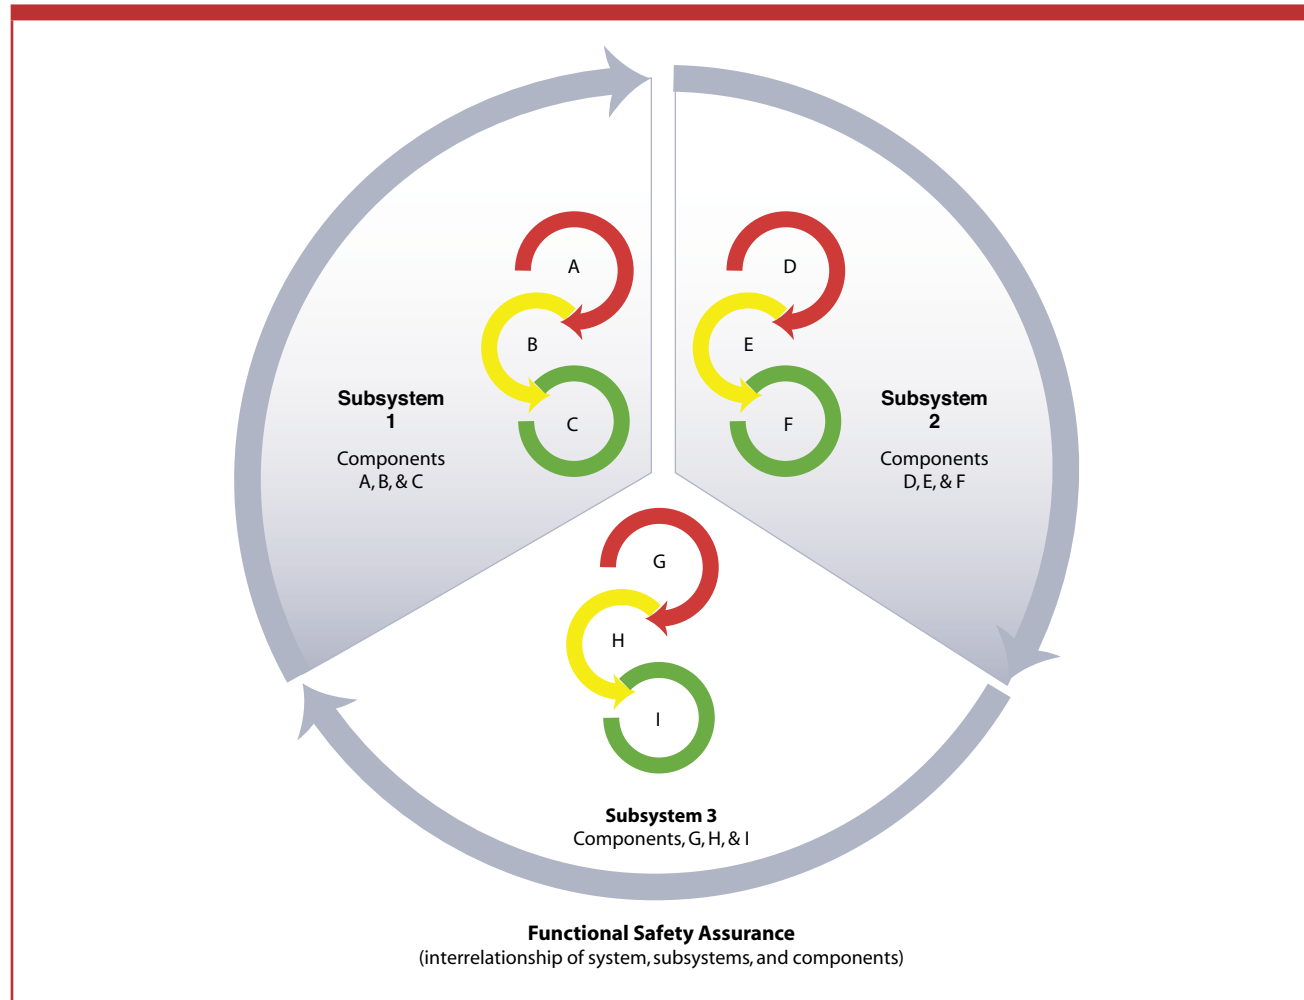 A
B
C
Subsystem
1
Components
A, B, & C
D
E
F
Subsystem
2
Components
D, E, & F
G
H
I
Subsystem 3
Components, G, H, & I
Functional Safety Assurance
(interrelationship of system, subsystems, and components)